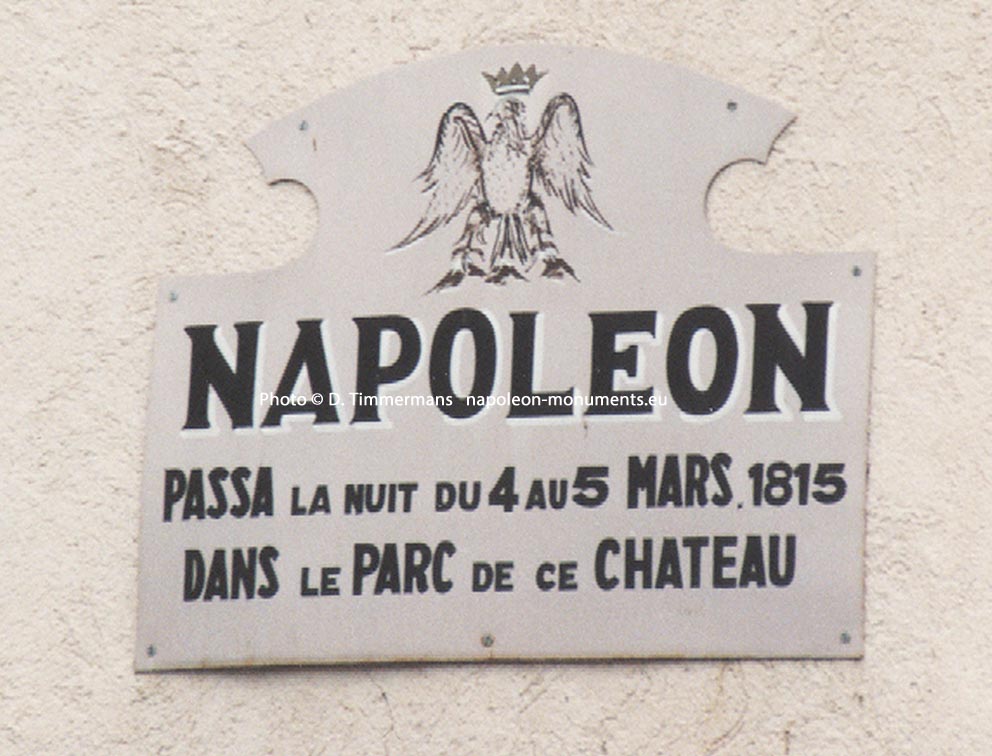 NAPOLEON
Photo © D. Timmermans napoleon-monuments.eu
PASSA LA NUIT DU 4 AU 5 MARS. 1815
DANS LE PARC DE CE CHATEAU